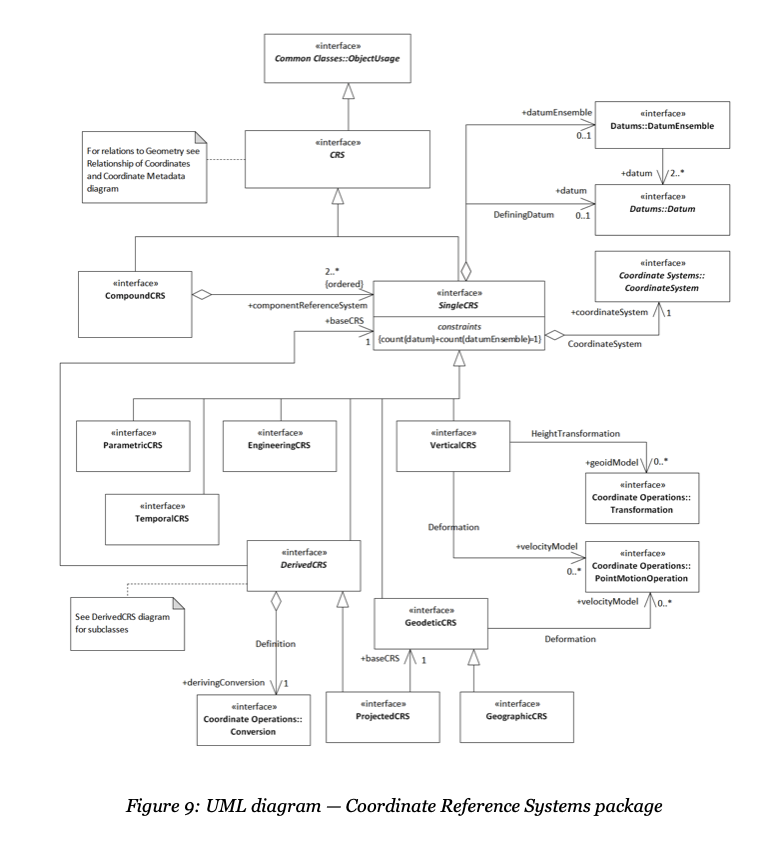 «interface»
Common Classes::ObjectUsage
«interface»
CRS
For relations to Geometry see
Relationship of Coordinates
and Coordinate Metadata
diagram
+datumEnsemble
0..1
«interface»
Datums::DatumEnsemble
+datum
2..*
+datum
DefiningDatum
0..1
«interface»
Datums::Datum
«interface»
Coordinate Systems::
CoordinateSystem
«interface»
CompoundCRS
2..*
{ordered}
+componentReferenceSystem
+baseCRS
1
«interface»
SingleCRS
constraints
{count(datum)+count(datumEnsemble)=1}
+coordinateSystem
1
CoordinateSystem
«interface»
ParametricCRS
«interface»
EngineeringCRS
«interface»
VerticalCRS
HeightTransformation
+geoidModel
0..*
«interface»
Coordinate Operations::
Transformation
«interface»
TemporalCRS
Deformation
+velocityModel
0..*
«interface»
Coordinate Operations::
PointMotionOperation
+velocityModel
0..*
«interface»
DerivedCRS
See DerivedCRS diagram
for subclasses
«interface»
GeodeticCRS
Deformation
Definition
+baseCRS
1
+derivingConversion
1
«interface»
Coordinate Operations::
Conversion
«interface»
ProjectedCRS
«interface»
GeographicCRS
Figure 9: UML diagram — Coordinate Reference Systems package